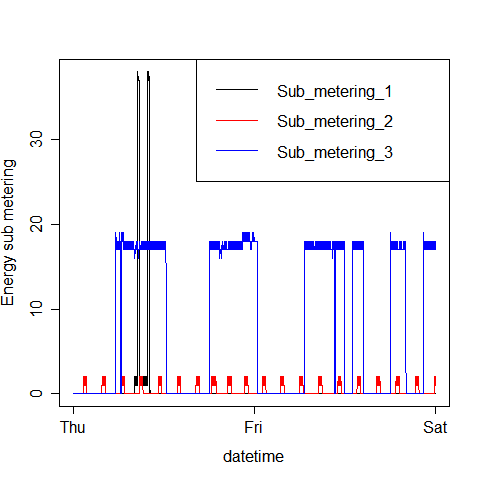 Sub_metering_1
Sub_metering_2
Sub_metering_3
Energy sub metering
30
20
10
0
Thu Fri Sat
datetime